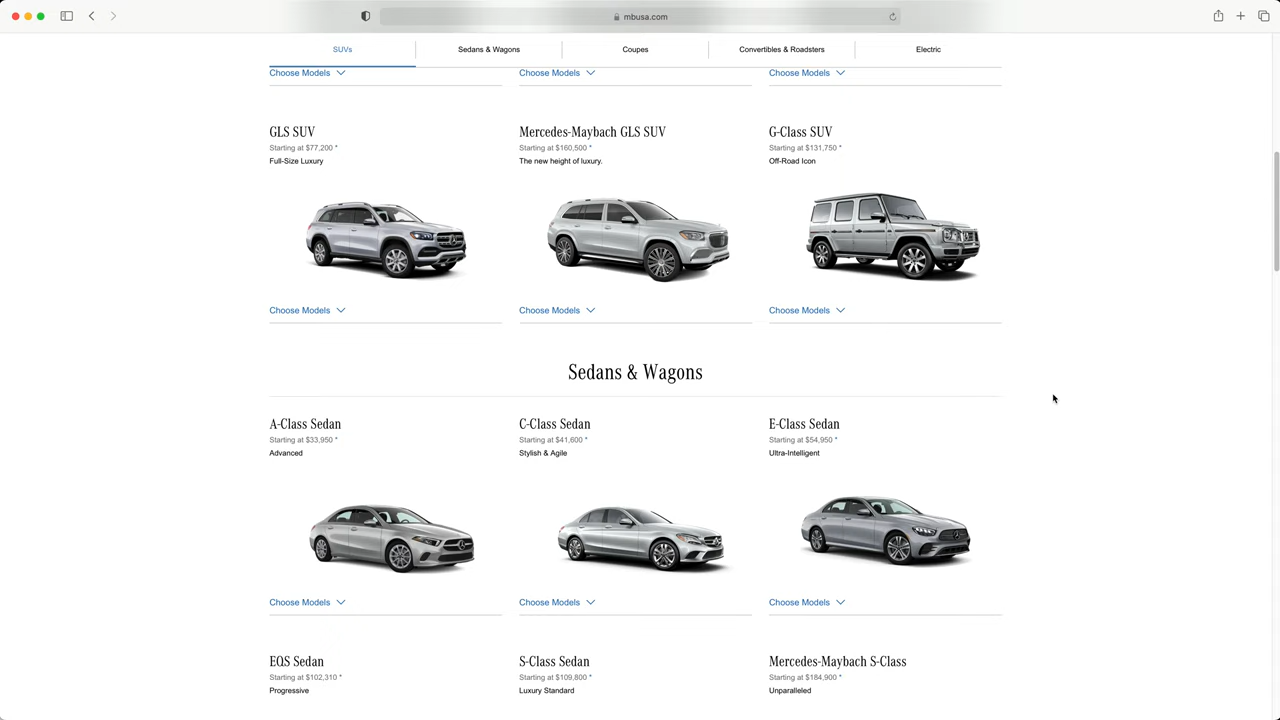 mbusa.com
SUVs
Sedans & Wagons
Coupes
Convertibles & Roadsters
Electric
Choose Models
Choose Models
Choose Models
GLS SUV
Starting at $77,200 *
Full-Size Luxury
Mercedes-Maybach GLS SUV
Starting at $160,500 *
The new height of luxury.
G-Class SUV
Starting at $131,750 *
Off-Road Icon
Choose Models
Choose Models
Choose Models
Sedans & Wagons
A-Class Sedan
Starting at $33,950 *
Advanced
C-Class Sedan
Starting at $41,600 *
Stylish & Agile
E-Class Sedan
Starting at $54,950 *
Ultra-Intelligent
Choose Models
Choose Models
Choose Models
EQS Sedan
Starting at $102,310 *
Progressive
S-Class Sedan
Starting at $109,800 *
Luxury Standard
Mercedes-Maybach S-Class
Starting at $184,900 *
Unparalleled